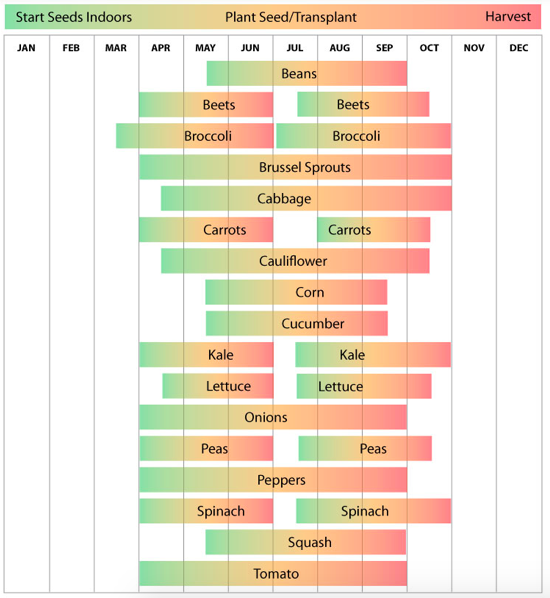 Start Seeds Indoors Plant Seed/Transplant Harvest
JAN FEB MAR APR MAY JUN JUL AUG SEP OCT NOV DEC
Beans
Beets Beets
Broccoli Broccoli
Brussel Sprouts
Cabbage
Carrots Carrots
Cauliflower
Corn
Cucumber
Kale Kale
Lettuce Lettuce
Onions
Peas Peas
Peppers
Spinach Spinach
Squash
Tomato